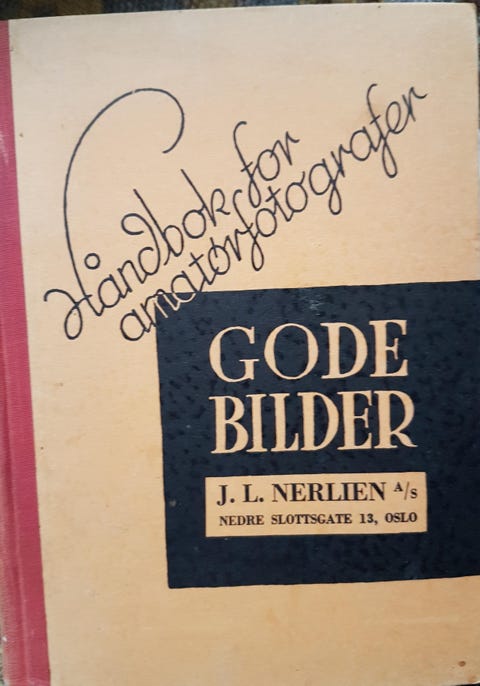 Håndbok for
amatørfotografer
GODE
BILDER
J. L. NERLIEN A/s
NEDRE SLOTTSGATE 13, OSLO